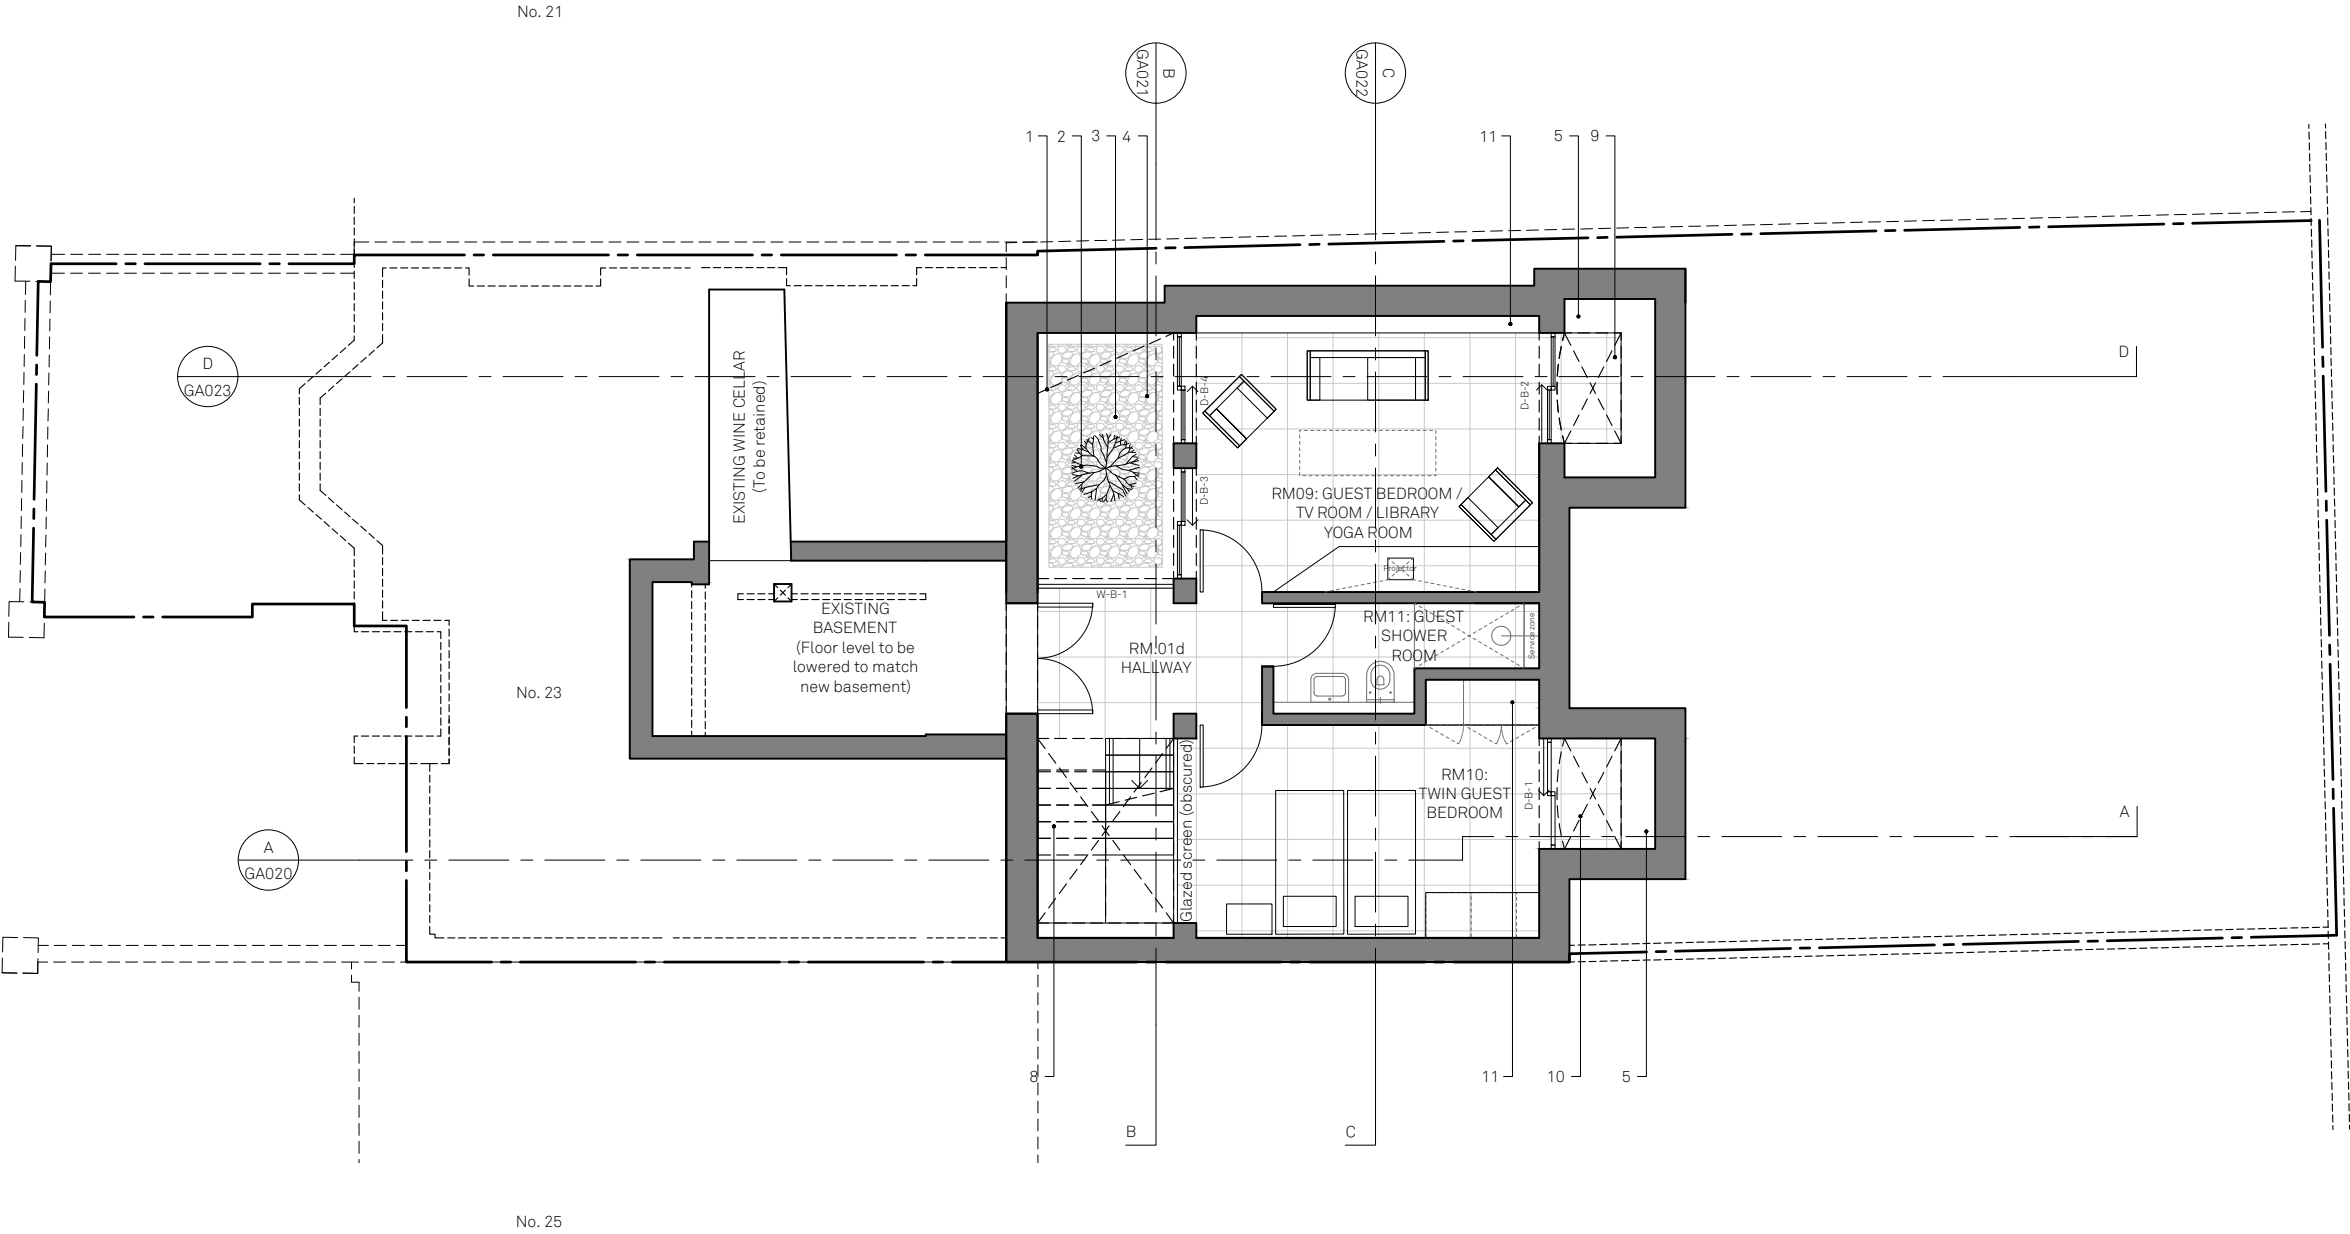 No. 21
B
GA021
C
GA022
1
2
3
4
11
5
9
D
GA023
D
EXISTING WINE CELLAR
(To be retained)
D-B-4
D-B-2
D-B-3
RM09: GUEST BEDROOM /
TV ROOM / LIBRARY
YOGA ROOM
Projector
W-B-1
EXISTING
BASEMENT
(Floor level to be
lowered to match
new basement)
RM.01d
HALLWAY
RM11: GUEST
SHOWER
ROOM
Service zone
No. 23
Glazed screen (obscured)
RM10:
TWIN GUEST
BEDROOM
D-B-1
A
A
GA020
8
11
10
5
B
C
No. 25